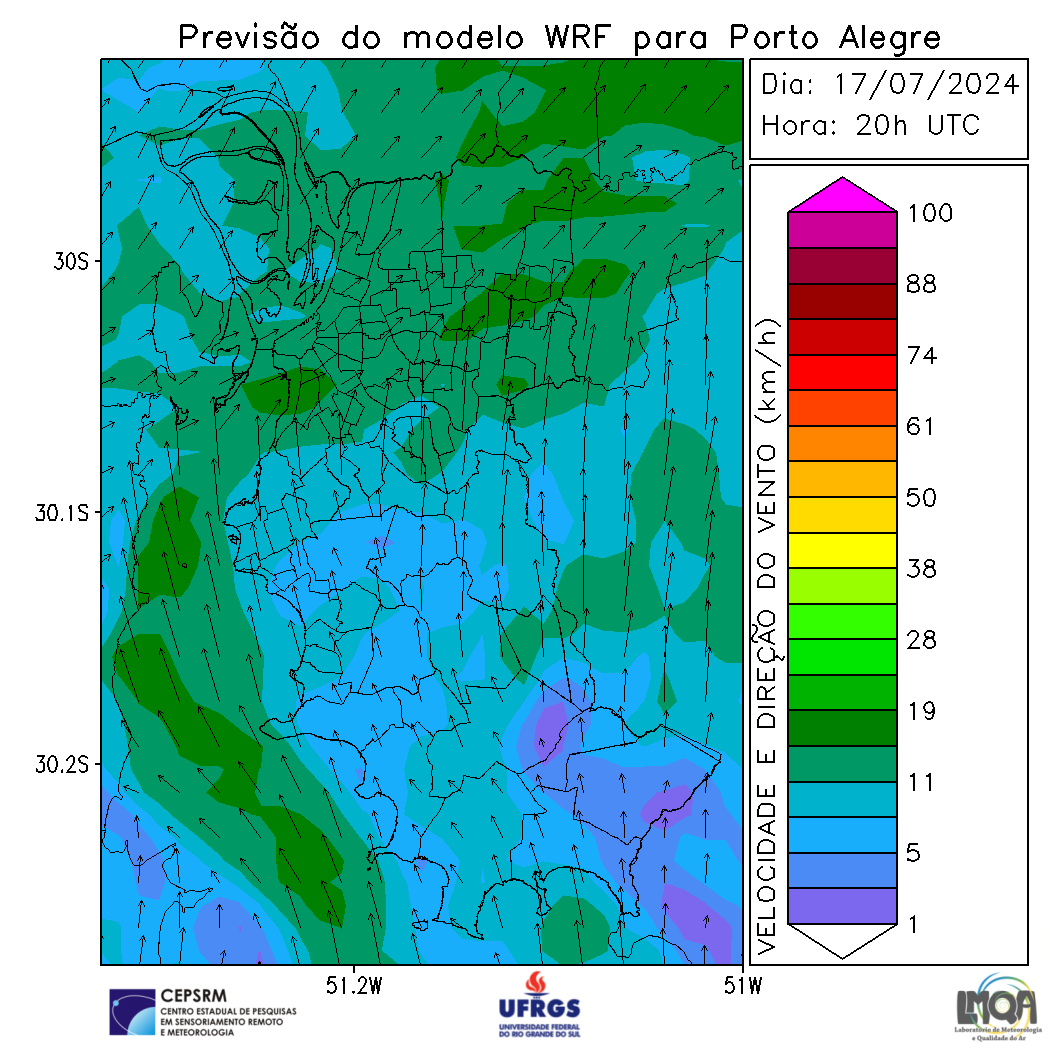 Previsão do modelo WRF para Porto Alegre
Dia: 17/07/2024
Hora: 20h UTC
100
88
74
61
50
38
28
19
11
5
1
VELOCIDADE E DIREÇÃO DO VENTO (km/h)
30S
30.1S
30.2S
51.2W
51W
CEPSRM
CENTRO ESTADUAL DE PESQUISAS
EM SENSORIAMENTO REMOTO
E METEOROLOGIA
UFRGS
UNIVERSIDADE FEDERAL
DO RIO GRANDE DO SUL
LMQA
Laboratório de Meteorologia
e Qualidade do Ar